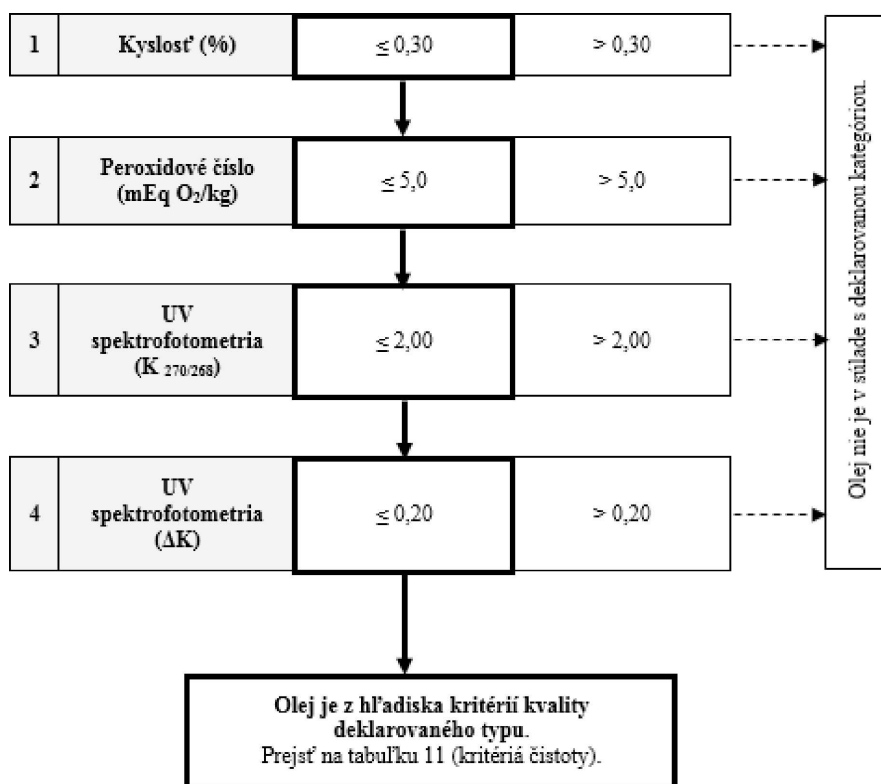 1 Kyslosť (%) ≤ 0,30 > 0,30
2 Peroxidové číslo
(mEq O₂/kg) ≤ 5,0 > 5,0
3 UV
spektrofotometria
(K 270/268) ≤ 2,00 > 2,00
4 UV
spektrofotometria
(ΔK) ≤ 0,20 > 0,20
Olej nie je v súlade s deklarovanou kategóriou.
Olej je z hľadiska kritérií kvality
deklarovaného typu.
Prejsť na tabuľku 11 (kritériá čistoty).